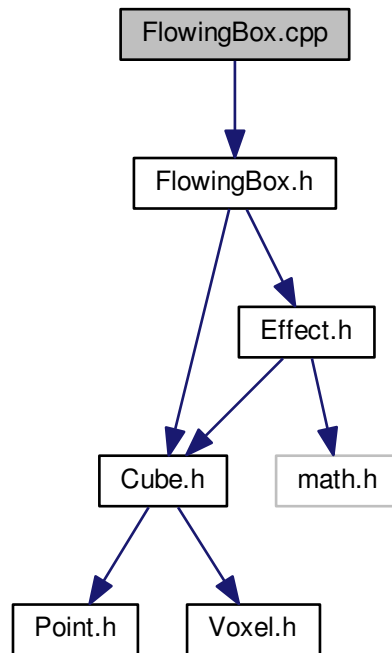 FlowingBox.cpp
FlowingBox.h
Effect.h
Cube.h
math.h
Point.h
Voxel.h